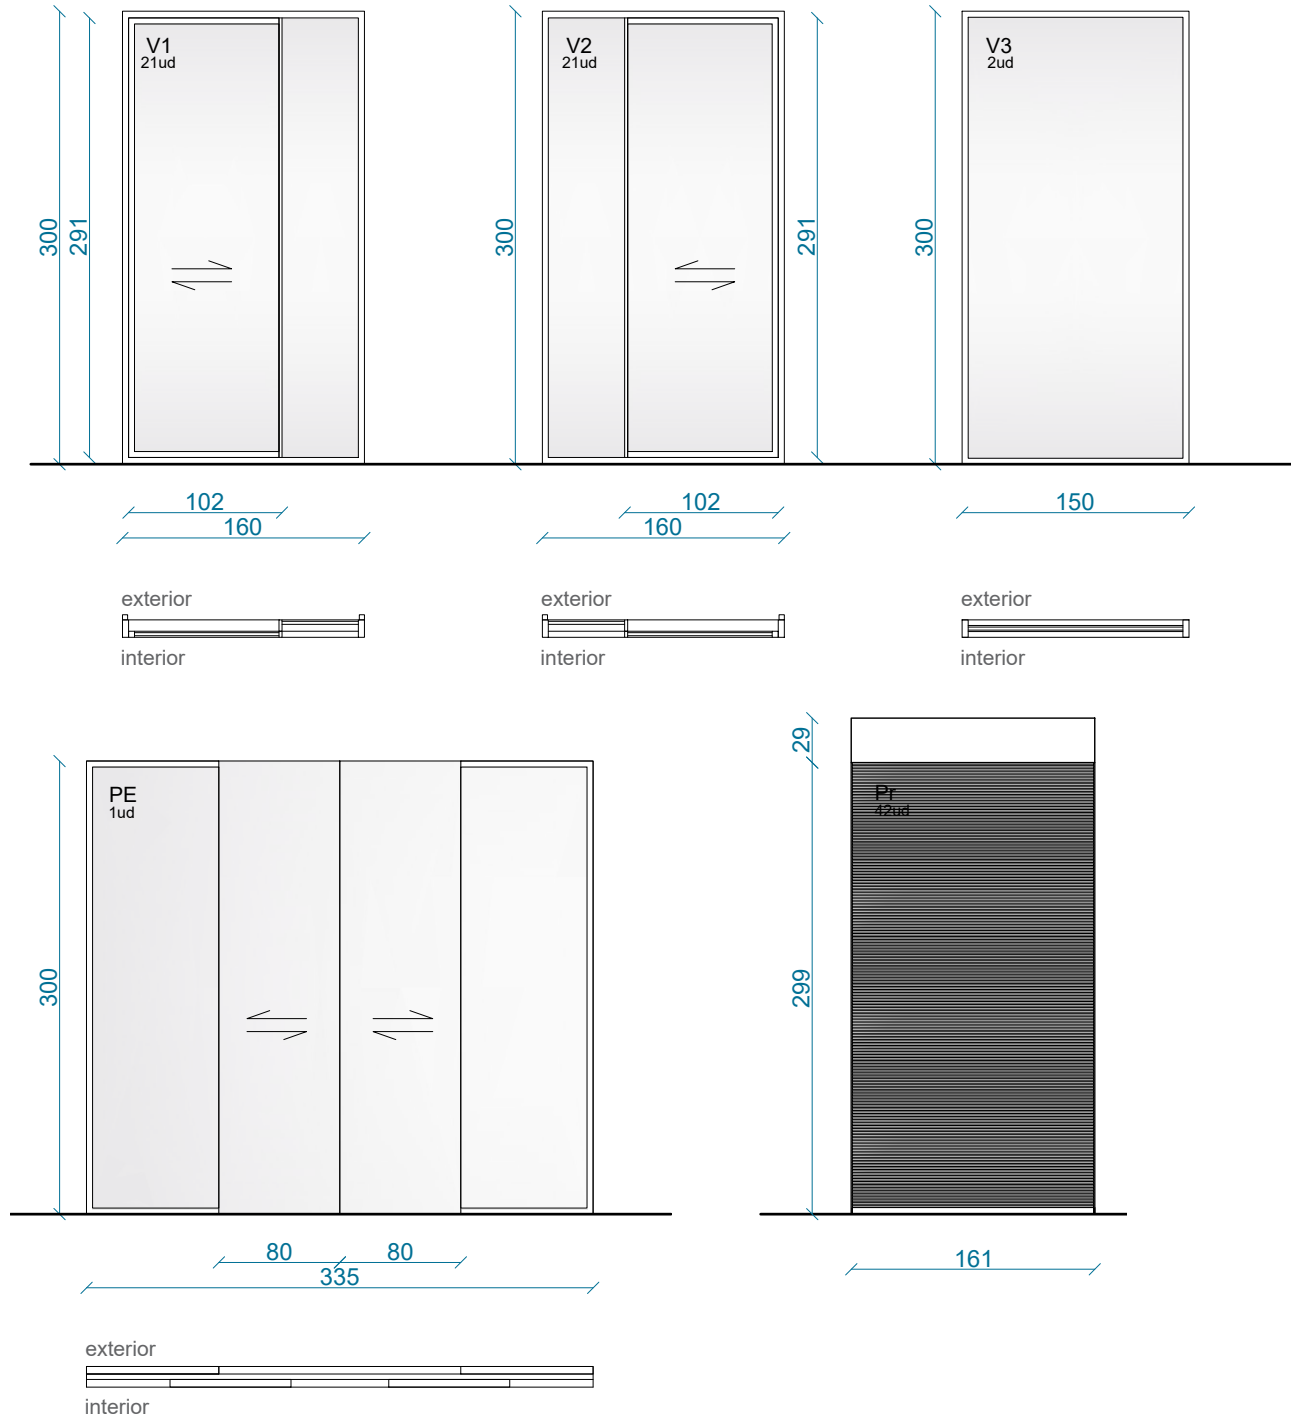 V1
21ud
V2
21ud
V3
2ud
300
291
300
291
300
102
160
102
160
150
exterior
interior
exterior
interior
exterior
interior
PE
1ud
300
80
80
335
exterior
interior
29
Pr
42ud
299
161